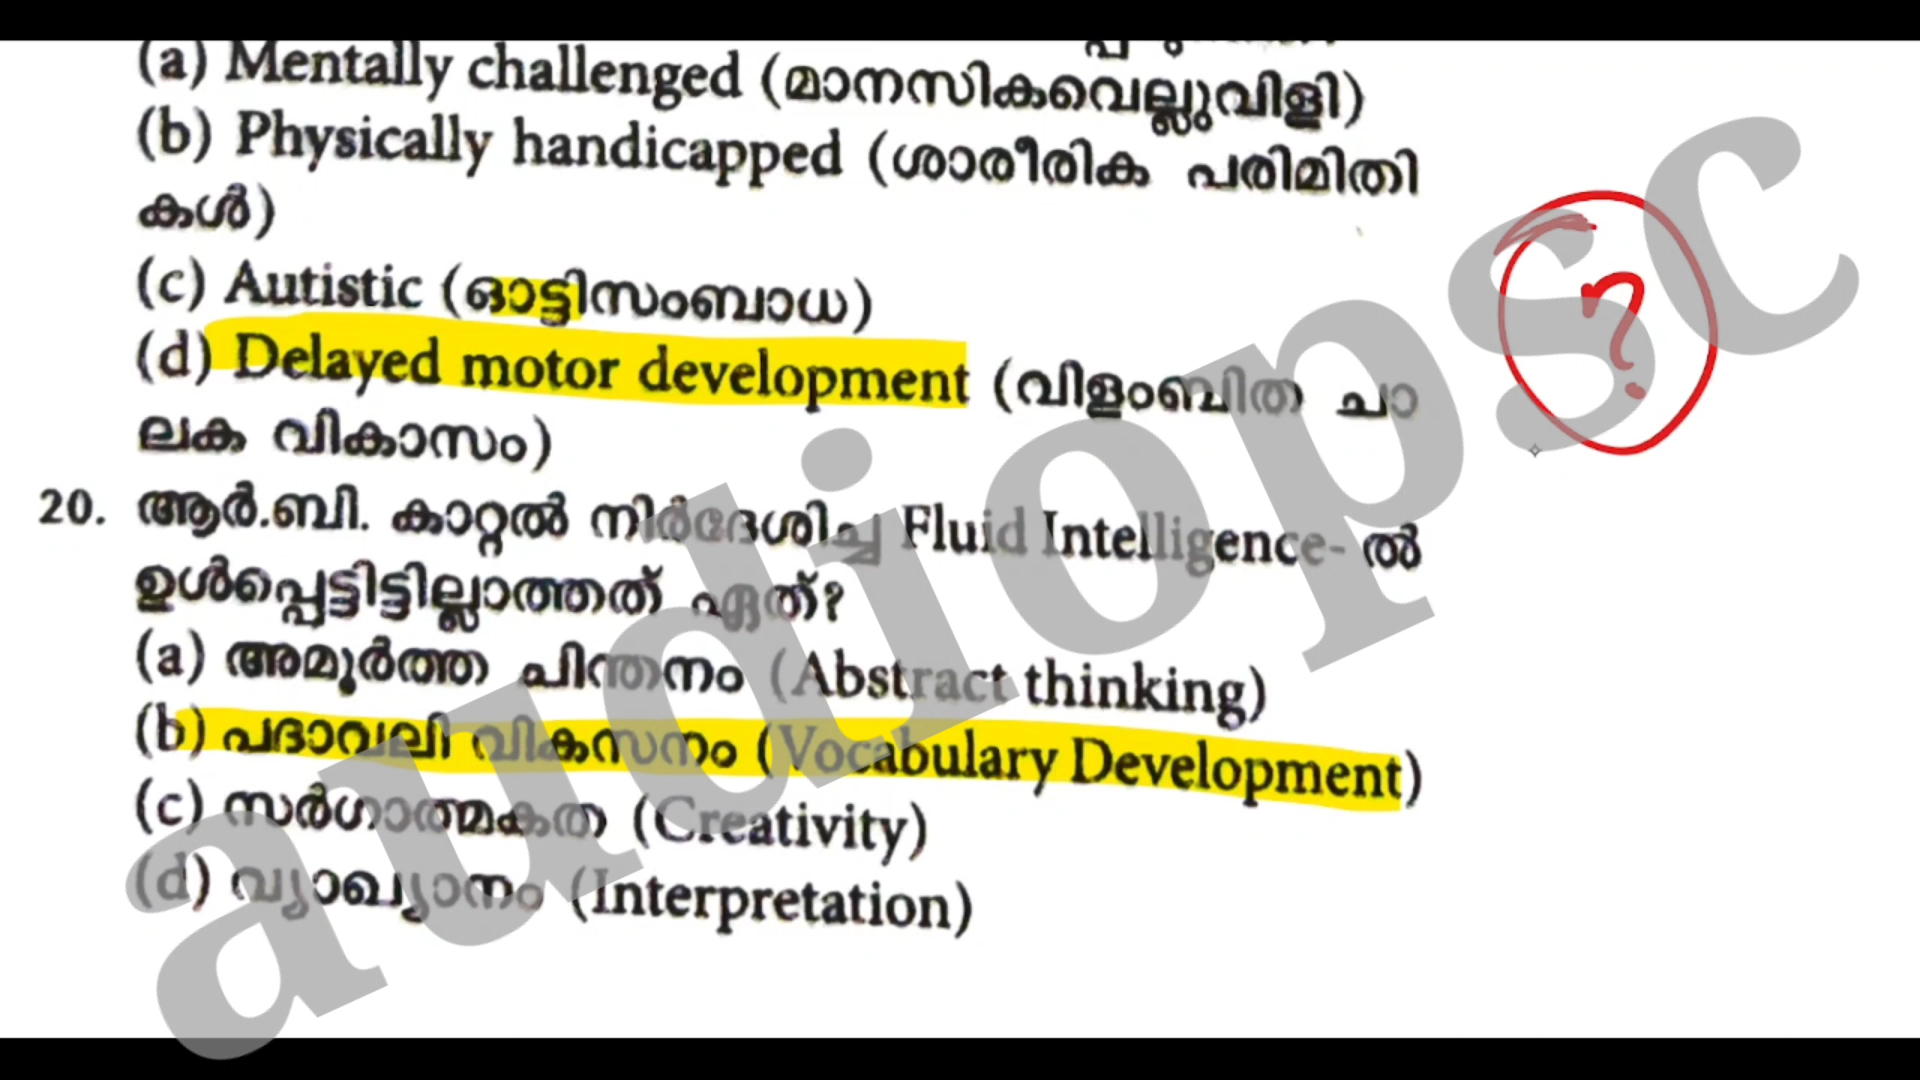 (a) Mentally challenged (മാനസികവെല്ലുവിളി)
(b) Physically handicapped (ശാരീരിക പരിമിതി
കൾ)
(c) Autistic (ഓട്ടിസംബാധ)
(d) Delayed motor development (വിളംബിത ചാ
ലക വികാസം)
20. ആർ.ബി. കാറ്റൽ നിർദേശിച്ച Fluid Intelligence- ൽ
ഉൾപ്പെട്ടിട്ടില്ലാത്തത് ഏത്?
(a) അമൂർത്ത ചിന്തനം (Abstract thinking)
(b) പദാവലി വികസനം (Vocabulary Development)
(c) സർഗാത്മകത (Creativity)
(d) വ്യാഖ്യാനം (Interpretation)
?
audiopsc